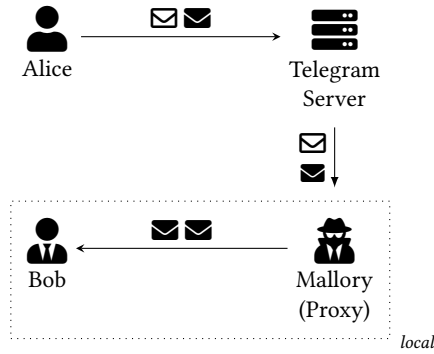 Alice
Telegram
Server
Bob
Mallory
(Proxy)
local